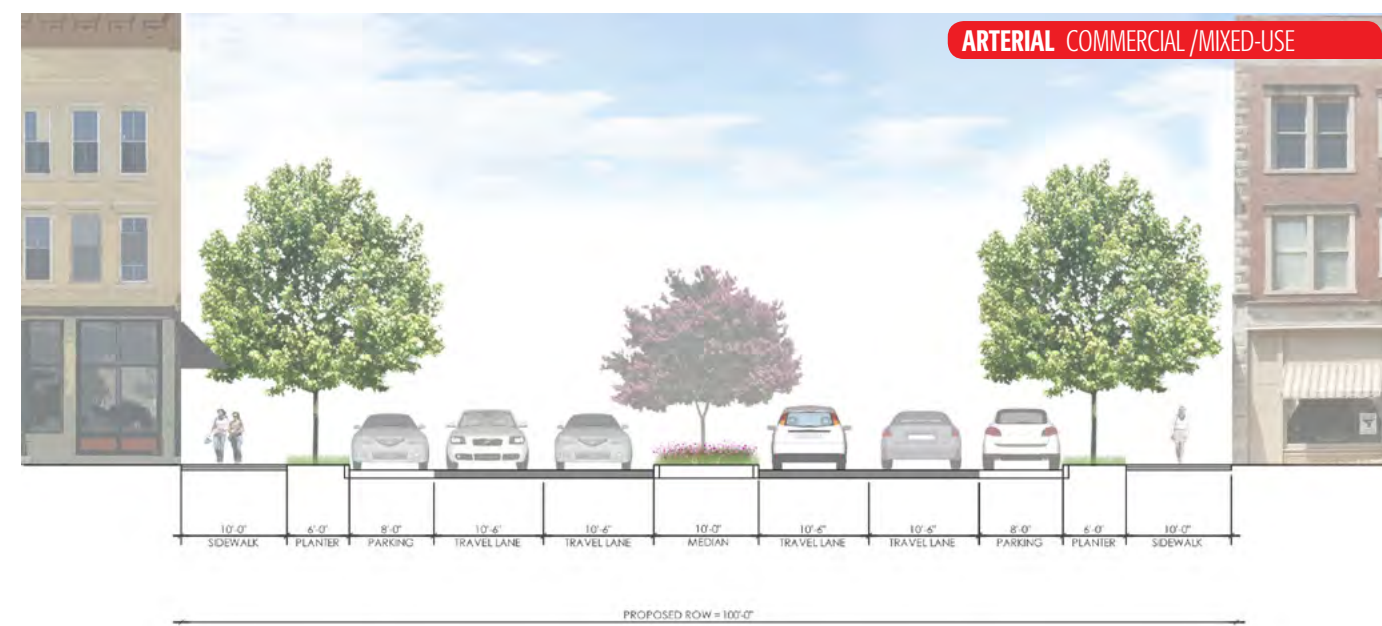 ARTERIAL COMMERCIAL /MIXED-USE
10'-0" 6'-0" 8'-0" 10'-6" 10'-6" 10'-0" 10'-6" 10'-6" 8'-0" 6'-0" 10'-0"
SIDEWALK PLANTER PARKING TRAVEL LANE TRAVEL LANE MEDIAN TRAVEL LANE TRAVEL LANE PARKING PLANTER SIDEWALK
PROPOSED ROW = 100'-0"